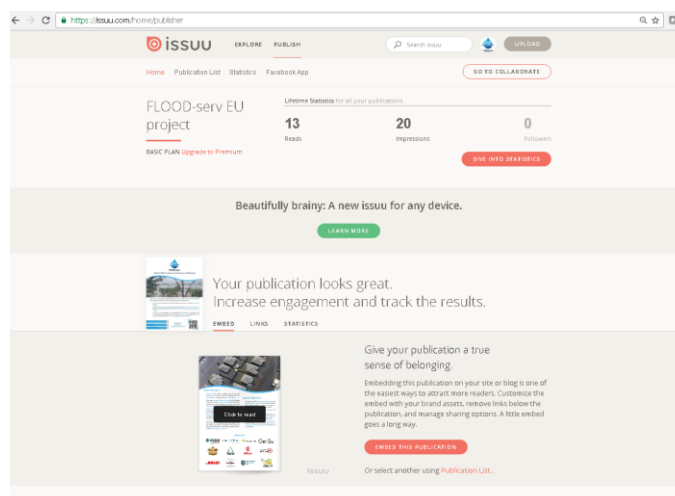 https://issuu.com/home/publisher
issuu EXPLORE PUBLISH Search Issuu UPLOAD
Home Publication List Statistics Facebook App GO TO COLLABORATE
FLOOD-serv EU
project
Lifetime Statistics for all your publications
13 20 0
Reads Impressions Followers
BASIC PLAN Upgrade to Premium
DIVE INTO STATISTICS
Beautifully brainy: A new issuu for any device.
LEARN MORE
Your publication looks great.
Increase engagement and track the results.
EMBED LINKS STATISTICS
Give your publication a true
sense of belonging.
Embedding this publication on your site or blog is one of
the easiest ways to attract more readers. Customize the
embed with your brand assets, remove links below the
publication, and manage sharing options. A little embed
goes a long way.
Click to read
EMBED THIS PUBLICATION
issuu
Or select another using Publication List .